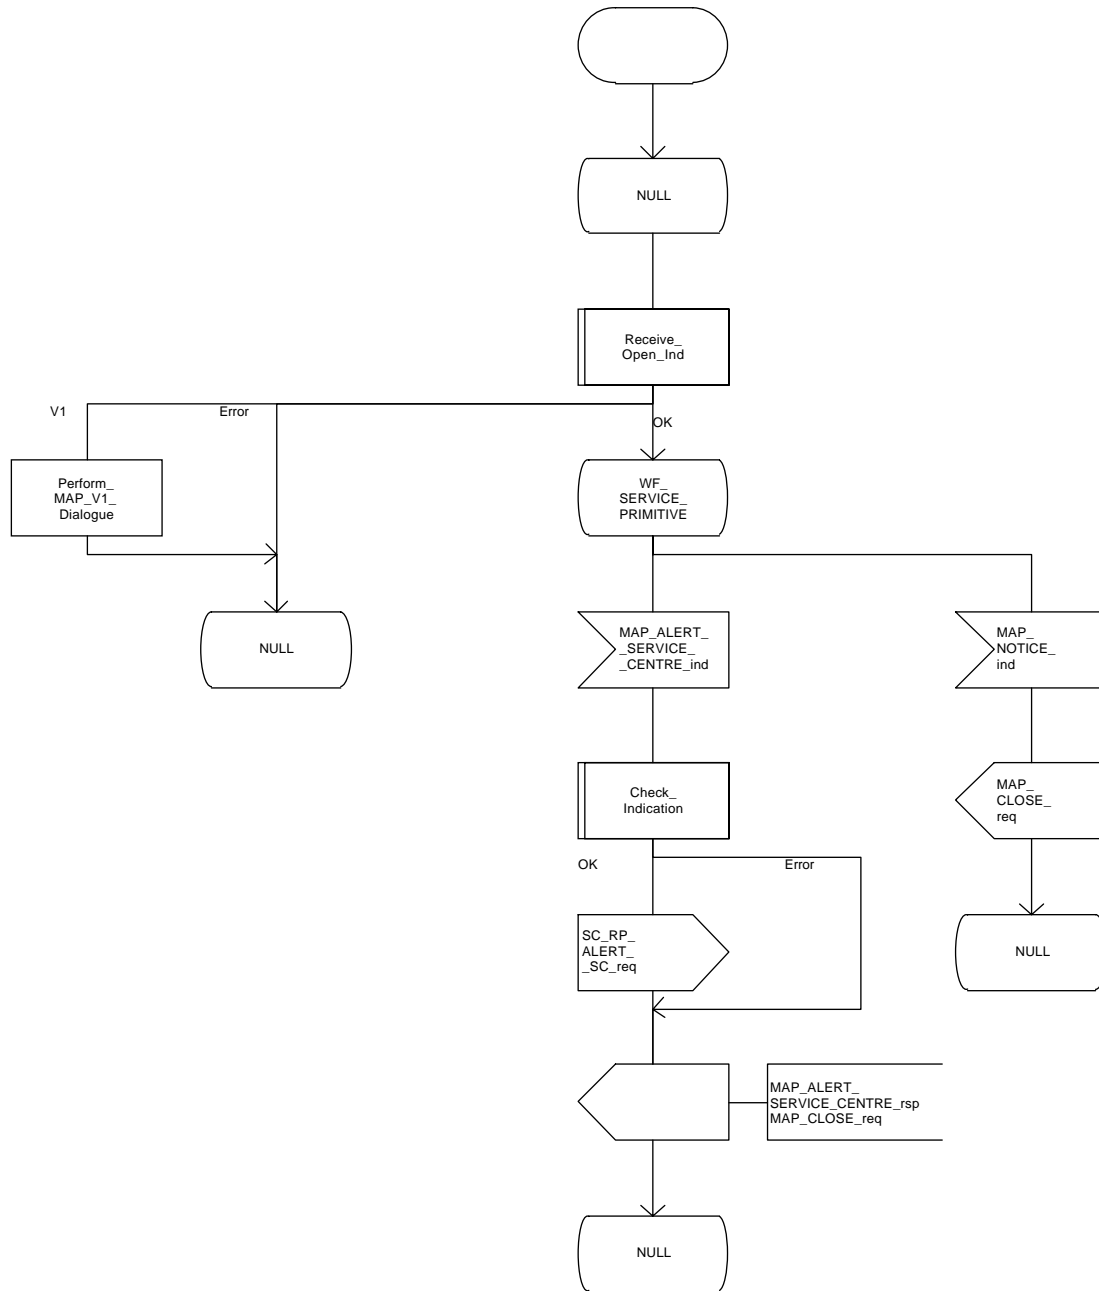 NULL
Receive_
Open_Ind
V1
Error
OK
Perform_
MAP_V1_
Dialogue
WF_
SERVICE_
PRIMITIVE
NULL
MAP_ALERT_
_SERVICE_
_CENTRE_ind
MAP_
NOTICE_
ind
Check_
Indication
MAP_
CLOSE_
req
OK
Error
SC_RP_
ALERT_
_SC_req
NULL
MAP_ALERT_
SERVICE_CENTRE_rsp
MAP_CLOSE_req
NULL